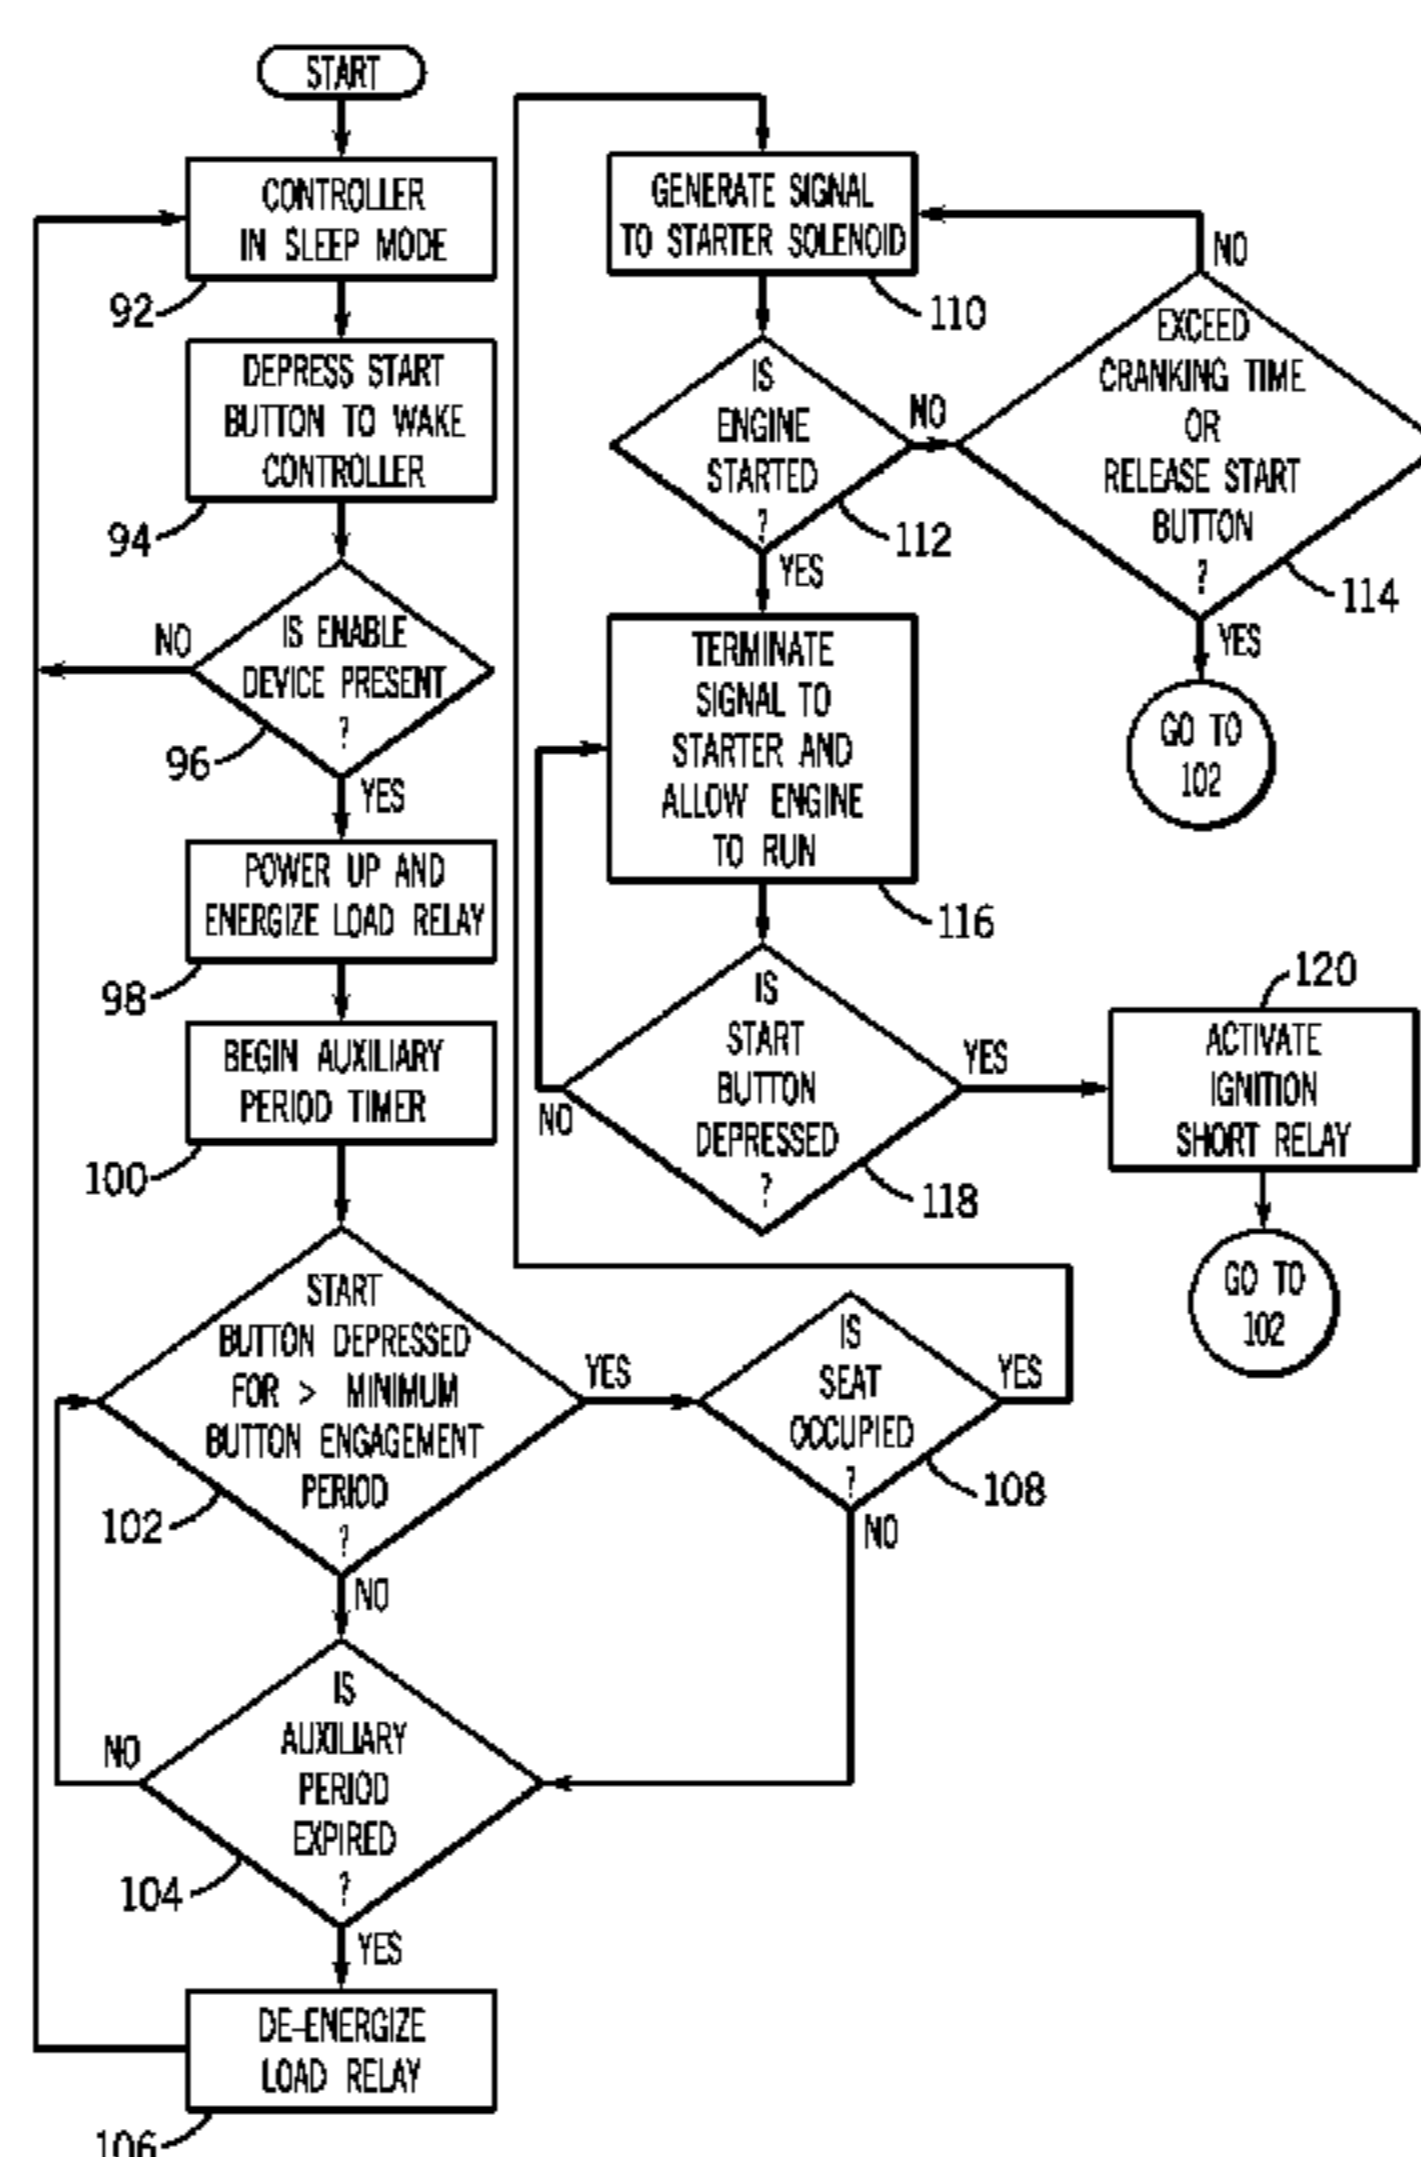 START
CONTROLLER
IN SLEEP MODE
92
DEPRESS START
BUTTON TO WAKE
CONTROLLER
94
IS ENABLE
DEVICE PRESENT
?
NO
96
YES
POWER UP AND
ENERGIZE LOAD RELAY
98
BEGIN AUXILIARY
PERIOD TIMER
100
START
BUTTON DEPRESSED
FOR > MINIMUM
BUTTON ENGAGEMENT
PERIOD
?
102
YES
NO
IS
AUXILIARY
PERIOD
EXPIRED
?
NO
104
YES
DE-ENERGIZE
LOAD RELAY
106
IS
SEAT
OCCUPIED
?
YES
108
NO
GENERATE SIGNAL
TO STARTER SOLENOID
110
IS
ENGINE
STARTED
?
NO
112
YES
EXCEED
CRANKING TIME
OR
RELEASE START
BUTTON
?
NO
114
YES
GO TO
102
TERMINATE
SIGNAL TO
STARTER AND
ALLOW ENGINE
TO RUN
116
IS
START
BUTTON
DEPRESSED
?
NO
YES
118
120
ACTIVATE
IGNITION
SHORT RELAY
GO TO
102